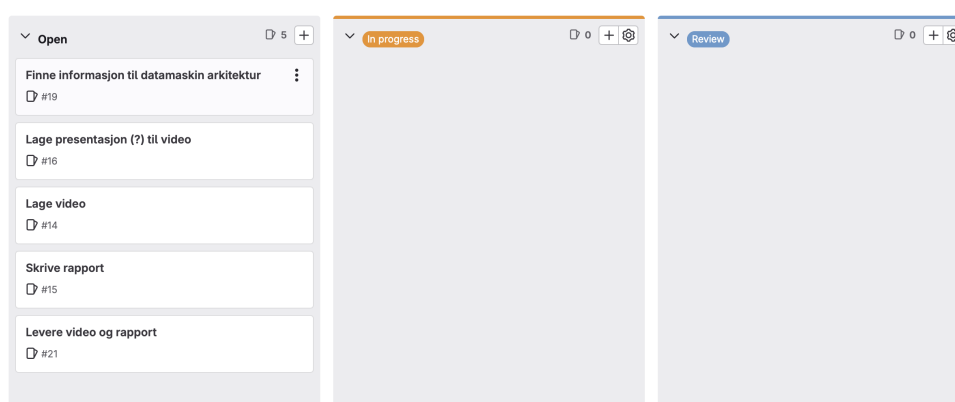 Open 5
Finne informasjon til datamaskin arkitektur
#19
Lage presentasjon (?) til video
#16
Lage video
#14
Skrive rapport
#15
Levere video og rapport
#21
In progress 0
Review 0